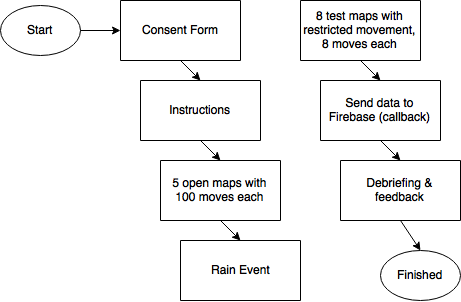 Start
Consent Form
Instructions
5 open maps with
100 moves each
Rain Event
8 test maps with
restricted movement,
8 moves each
Send data to
Firebase (callback)
Debriefing &
feedback
Finished